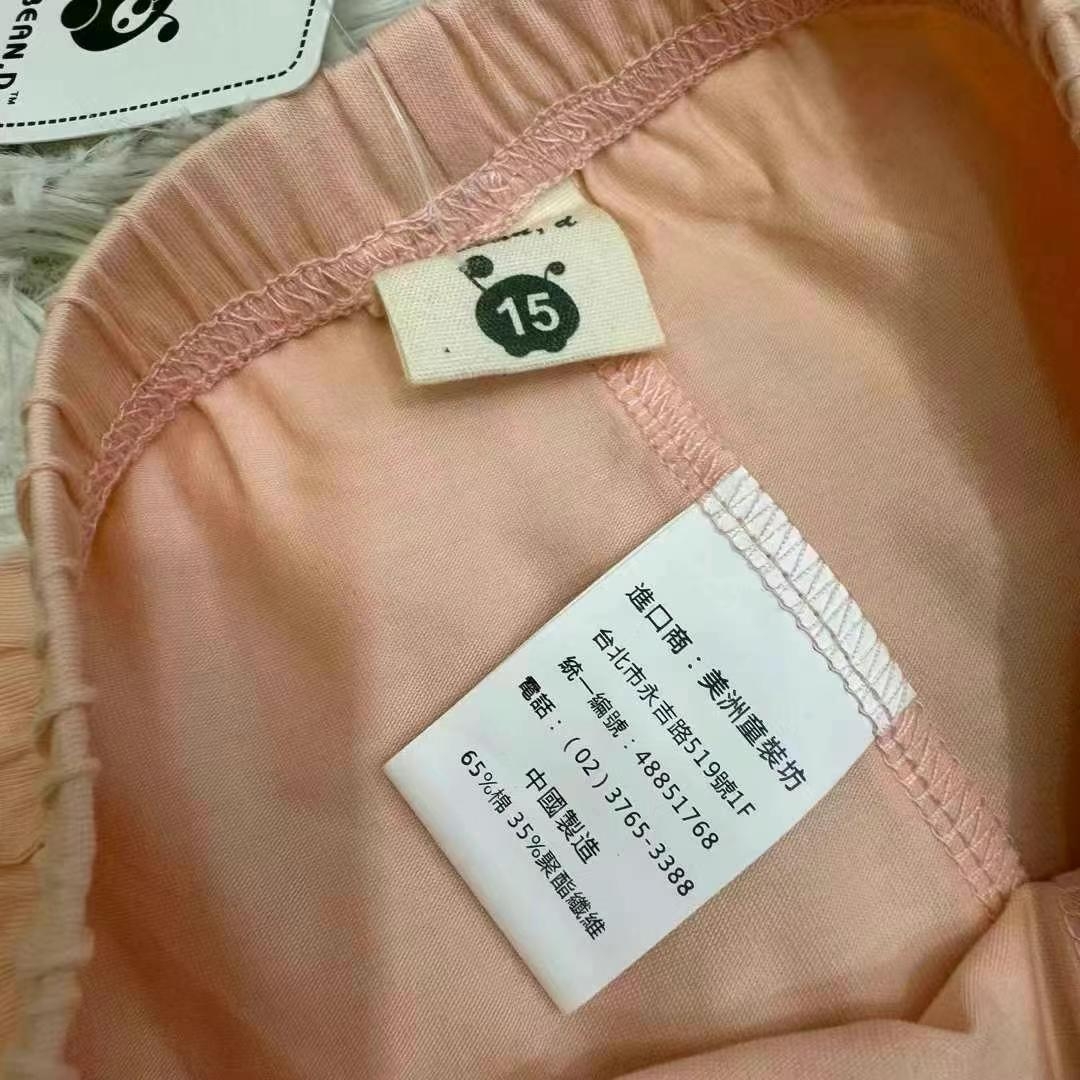 BEAN,D™
15
進口商：美洲童裝坊
台北市永吉路519號1F
統一編號：48851768
電話：(02)3765-3388
中國製造
65%棉 35%聚酯纖維